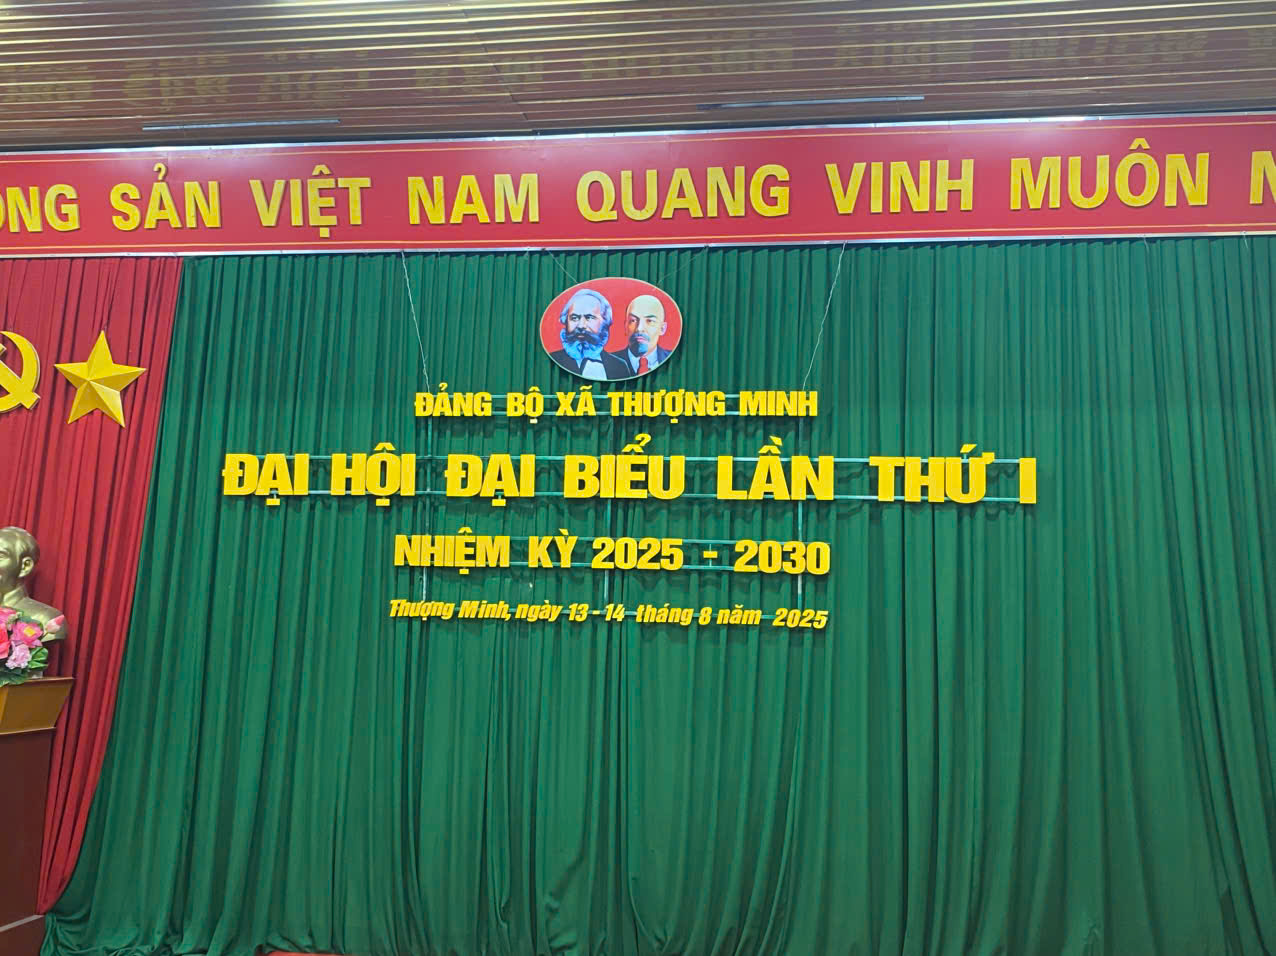 ỘNG SẢN VIỆT NAM QUANG VINH MUÔN N
ĐẢNG BỘ XÃ THƯỢNG MINH
ĐẠI HỘI ĐẠI BIỂU LẦN THỨ I
NHIỆM KỲ 2025 - 2030
Thượng Minh, ngày 13 - 14 tháng 8 năm 2025